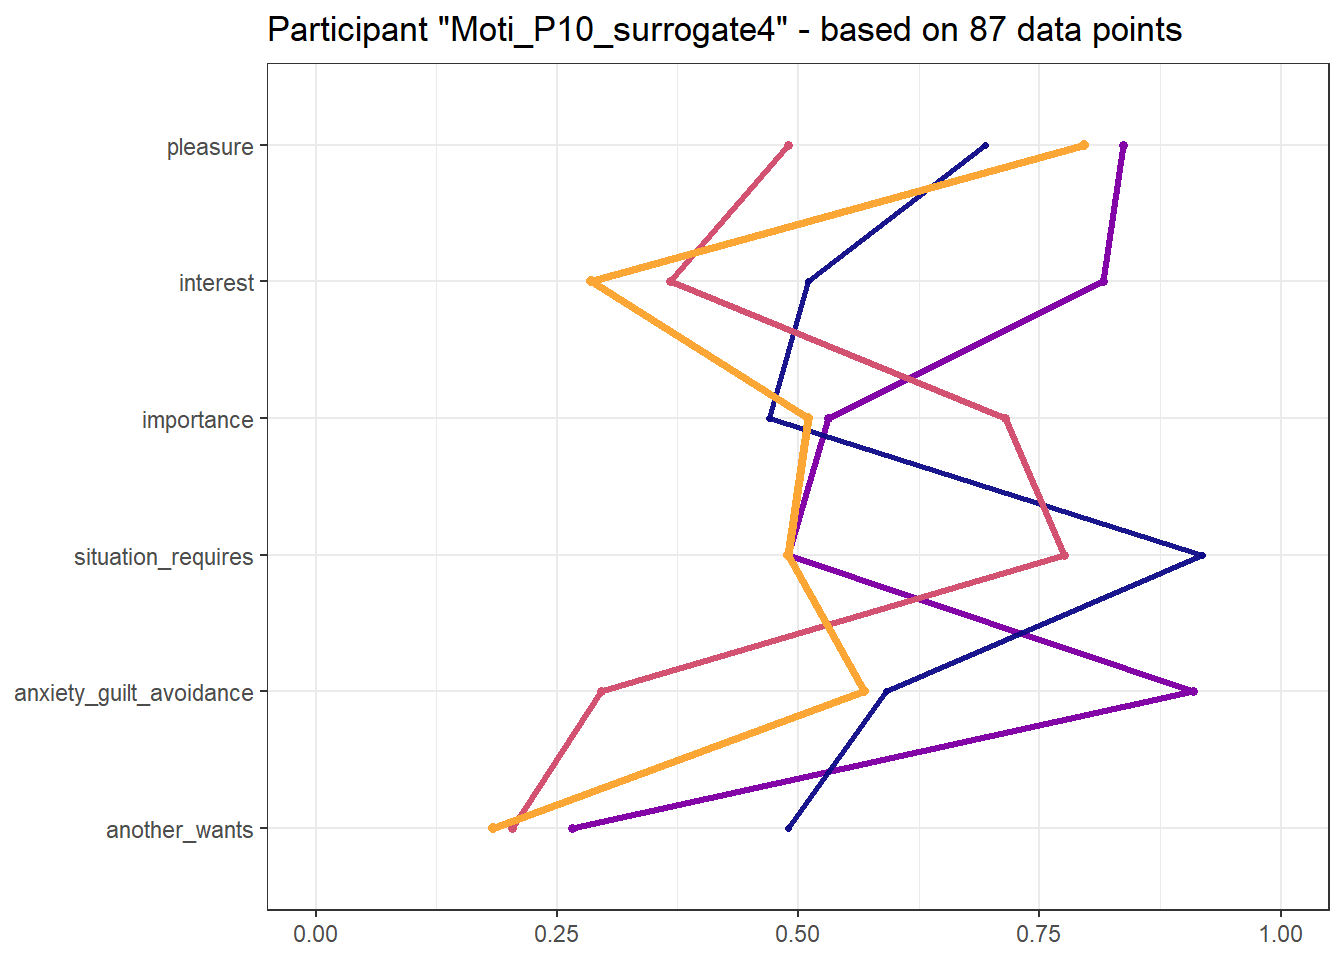 Participant "Moti_P10_surrogate4" - based on 87 data points
pleasure
interest
importance
situation_requires
anxiety_guilt_avoidance
another_wants
0.00 0.25 0.50 0.75 1.00